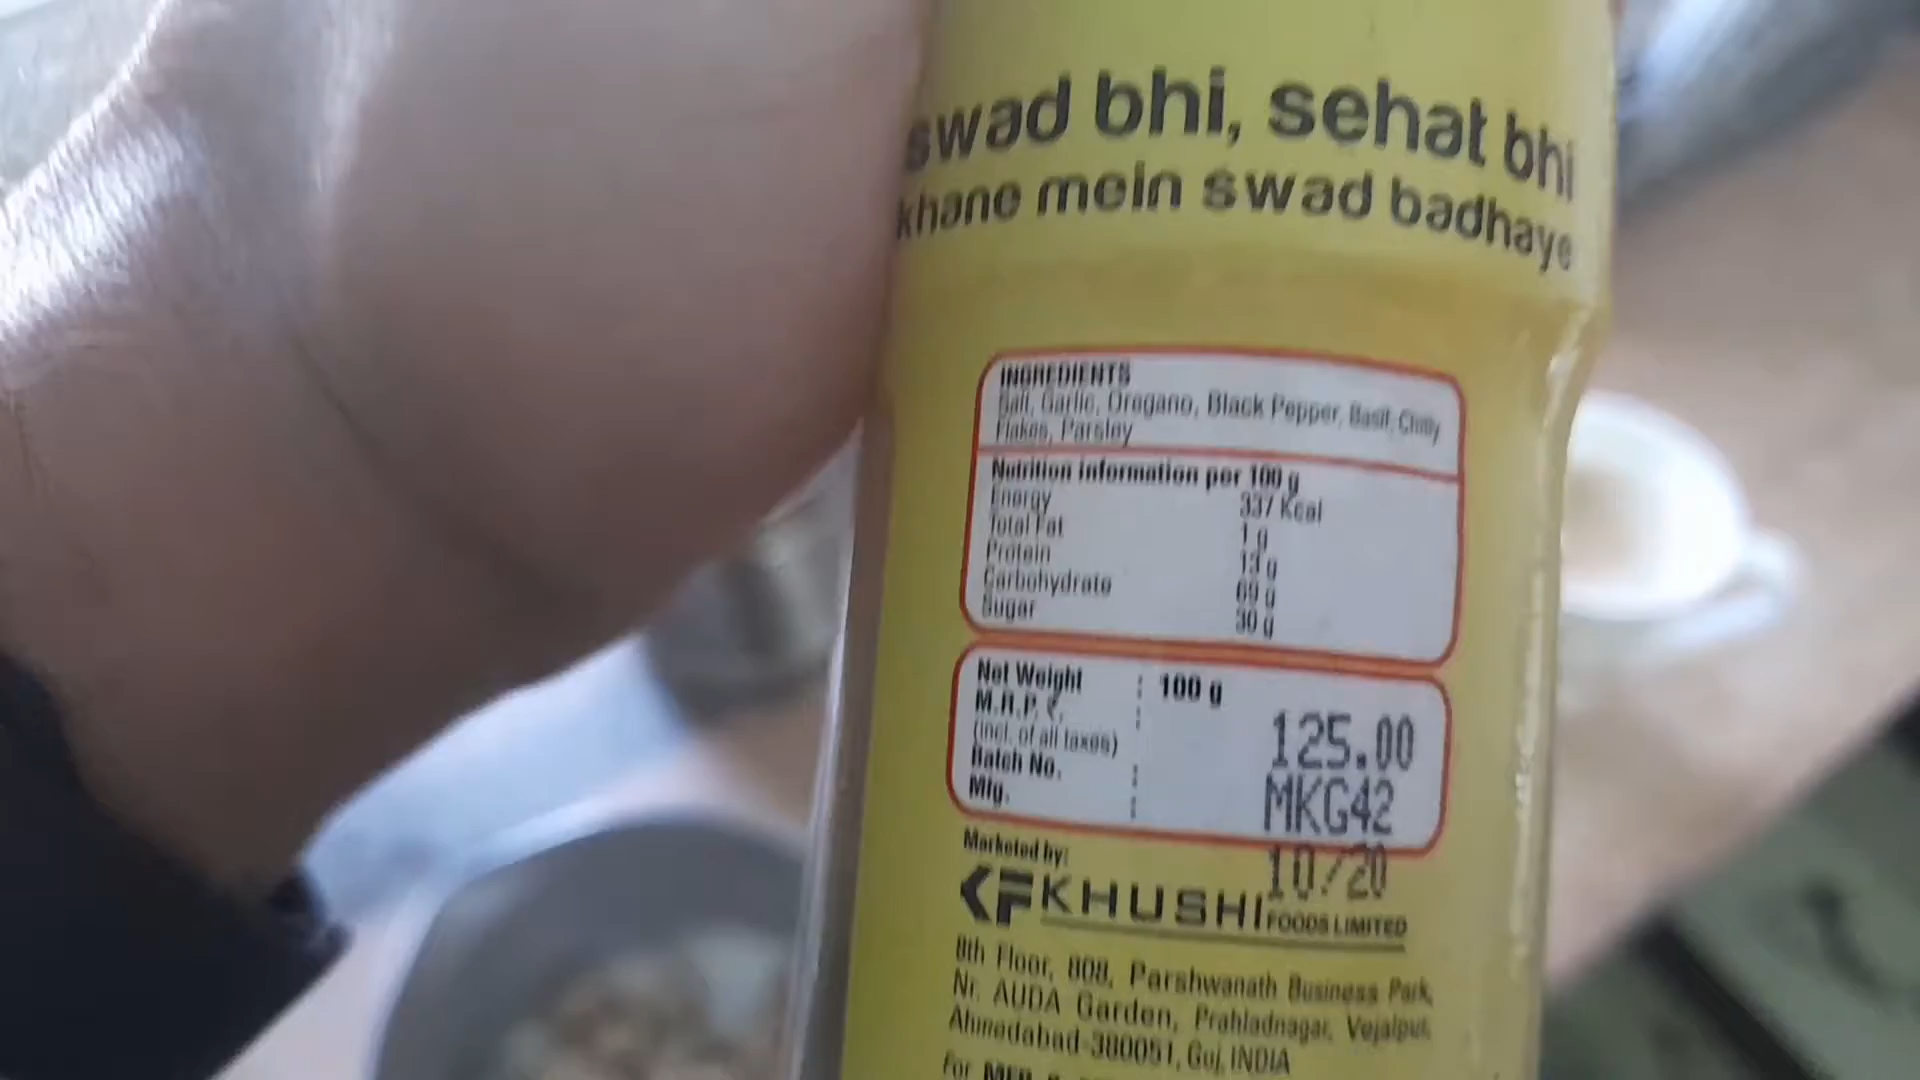 swad bhi, sehat bhi
khane mein swad badhaye
INGREDIENTS
Salt, Garlic, Oregano, Black Pepper, Basil, Chilly
Flakes, Parsley
Nutrition Information per 100 g
Energy 337 Kcal
Total Fat 1 g
Protein 13 g
Carbohydrate 69 g
Sugar 30 g
Net Weight : 100 g
M.R.P. ₹. : 125.00
(incl. of all taxes)
Batch No. : MKG42
Mfg. : 10/20
Marketed by:
KF KHUSHI FOODS LIMITED
8th Floor, 808, Parshwanath Business Park,
Nr. AUDA Garden, Prahladnagar, Vejalpur,
Ahmedabad-380051, Guj, INDIA
For